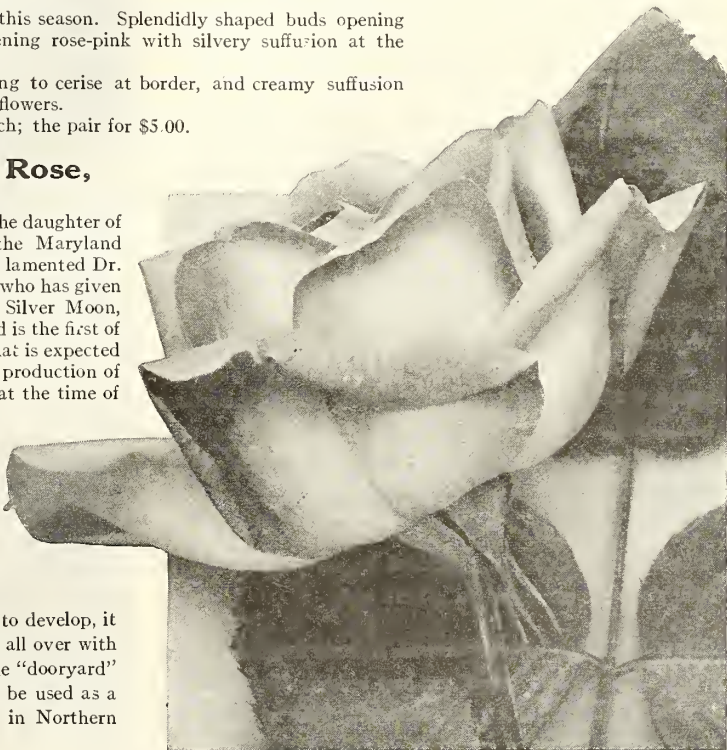 this season. Splendidly shaped buds opening
ening rose-pink with silvery suffusion at the
ng to cerise at border, and creamy suffusion
flowers.
ch; the pair for $5.00.
Rose,
he daughter of
the Maryland
lamented Dr.
who has given
Silver Moon,
d is the first of
at is expected
production of
at the time of
to develop, it
all over with
e "dooryard"
be used as a
in Northern